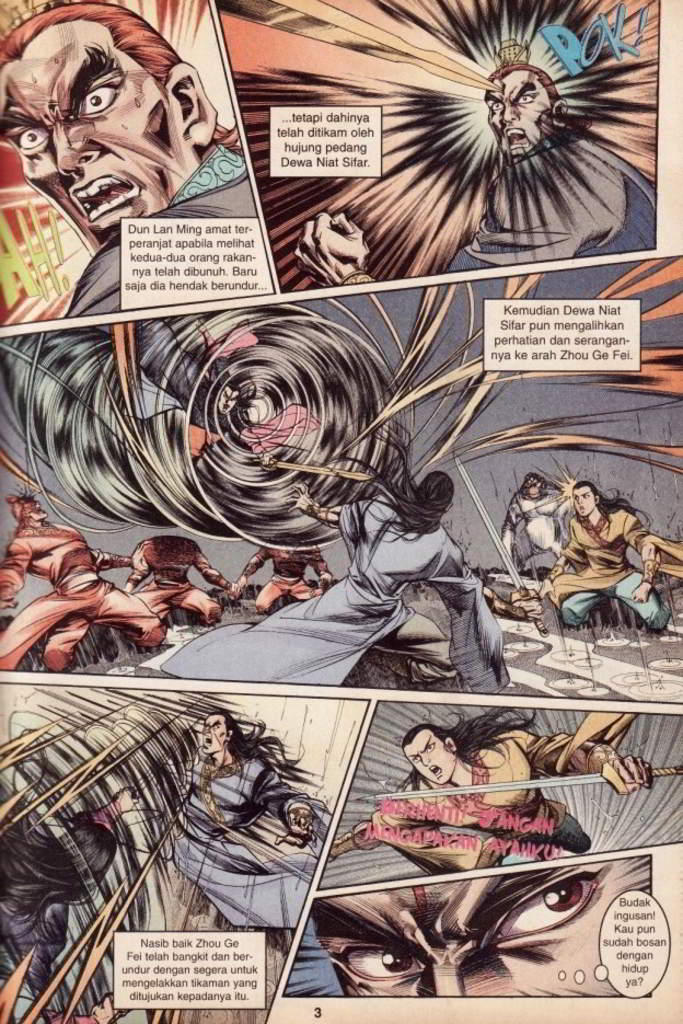 AH!
Dun Lan Ming amat ter-
peranjat apabila melihat
kedua-dua orang rakan-
nya telah dibunuh. Baru
saja dia hendak berundur...
...tetapi dahinya
telah ditikam oleh
hujung pedang
Dewa Niat Sifar.
POK!
Kemudian Dewa Niat
Sifar pun mengalihkan
perhatian dan serangan-
nya ke arah Zhou Ge Fei.
Nasib baik Zhou Ge
Fei telah bangkit dan ber-
undur dengan segera untuk
mengelakkan tikaman yang
ditujukan kepadanya itu.
BERHENTI! JANGAN
MENGAPAKAN AYAHKU!
Budak
ingusan!
Kau pun
sudah bosan
dengan
hidup
ya?
3